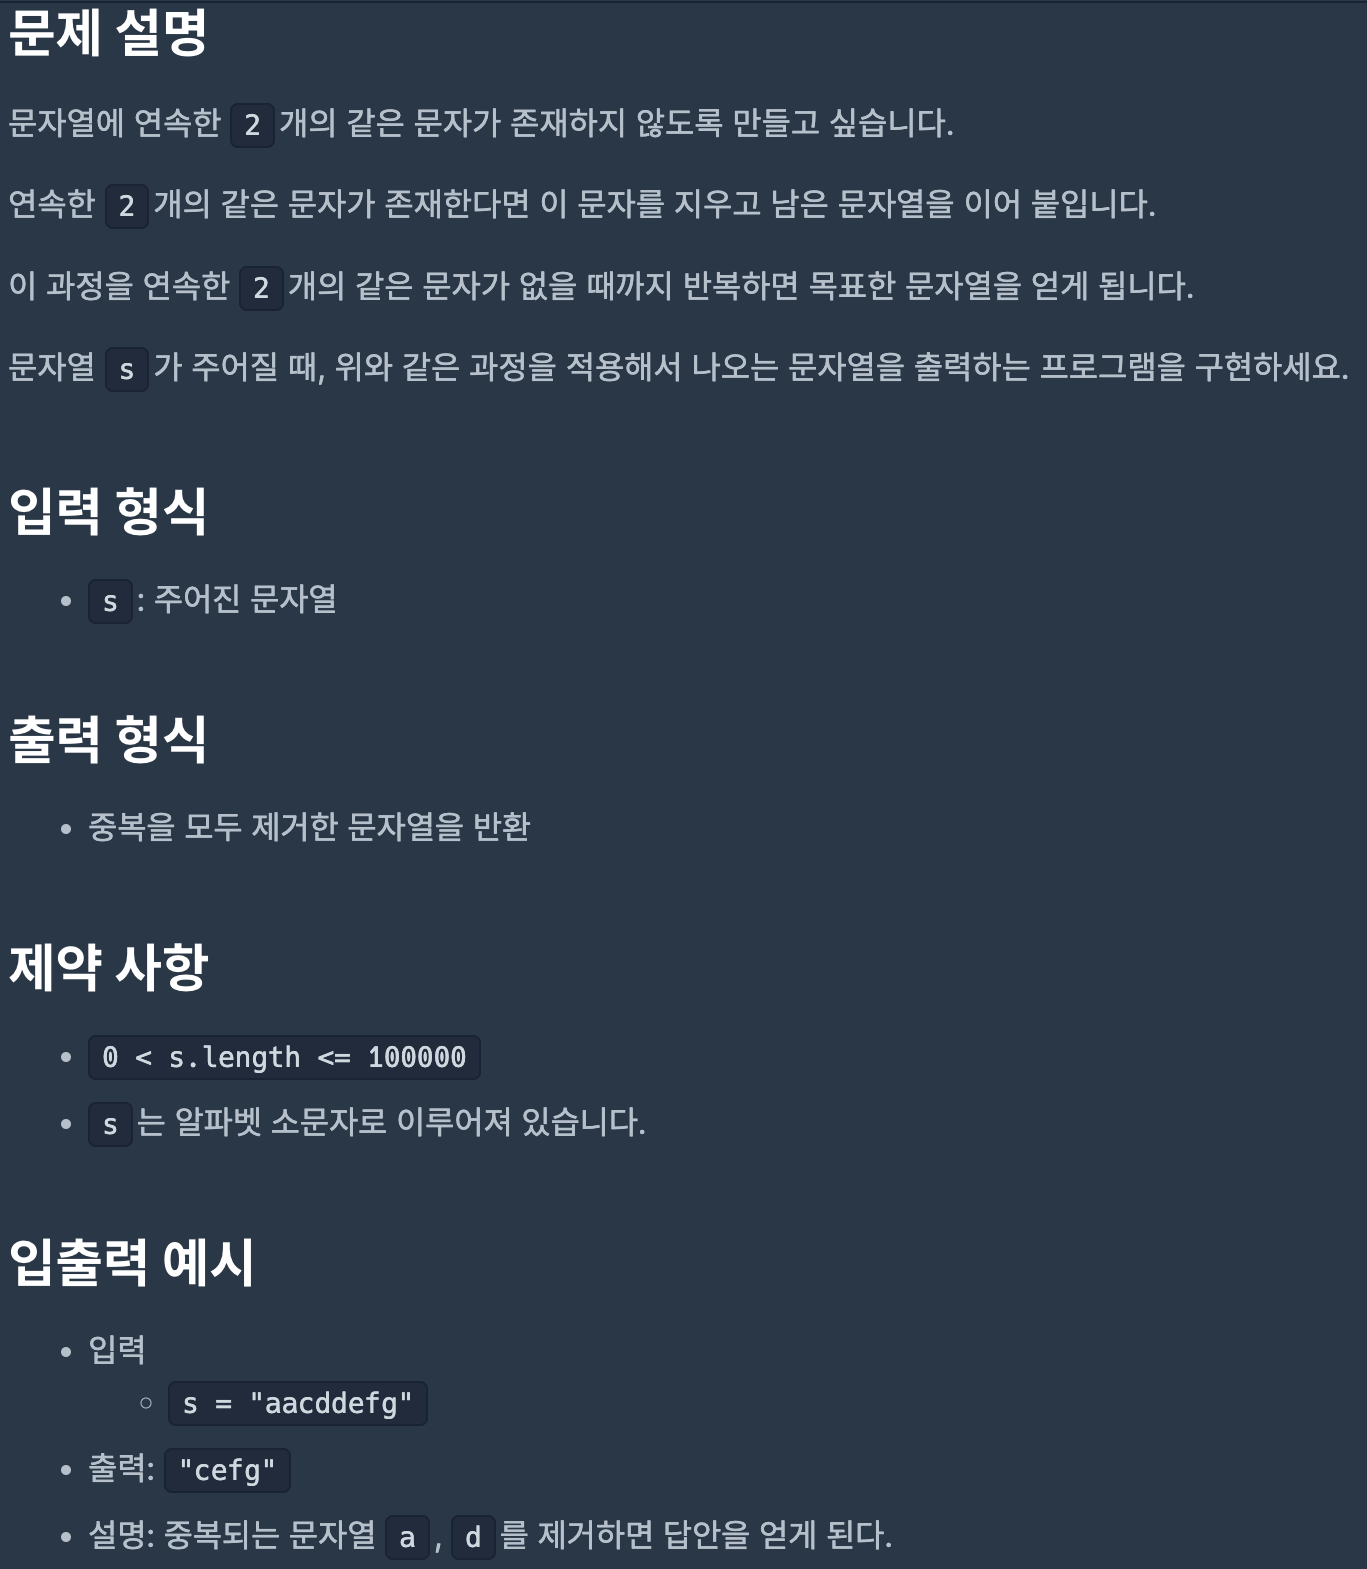 문제 설명
문자열에 연속한 2 개의 같은 문자가 존재하지 않도록 만들고 싶습니다.
연속한 2 개의 같은 문자가 존재한다면 이 문자를 지우고 남은 문자열을 이어 붙입니다.
이 과정을 연속한 2 개의 같은 문자가 없을 때까지 반복하면 목표한 문자열을 얻게 됩니다.
문자열 s 가 주어질 때, 위와 같은 과정을 적용해서 나오는 문자열을 출력하는 프로그램을 구현하세요.
입력 형식
• s : 주어진 문자열
출력 형식
• 중복을 모두 제거한 문자열을 반환
제약 사항
• 0 < s.length <= 100000
• s 는 알파벳 소문자로 이루어져 있습니다.
입출력 예시
• 입력
◦ s = "aacddefg"
• 출력: "cefg"
• 설명: 중복되는 문자열 a , d 를 제거하면 답안을 얻게 된다.